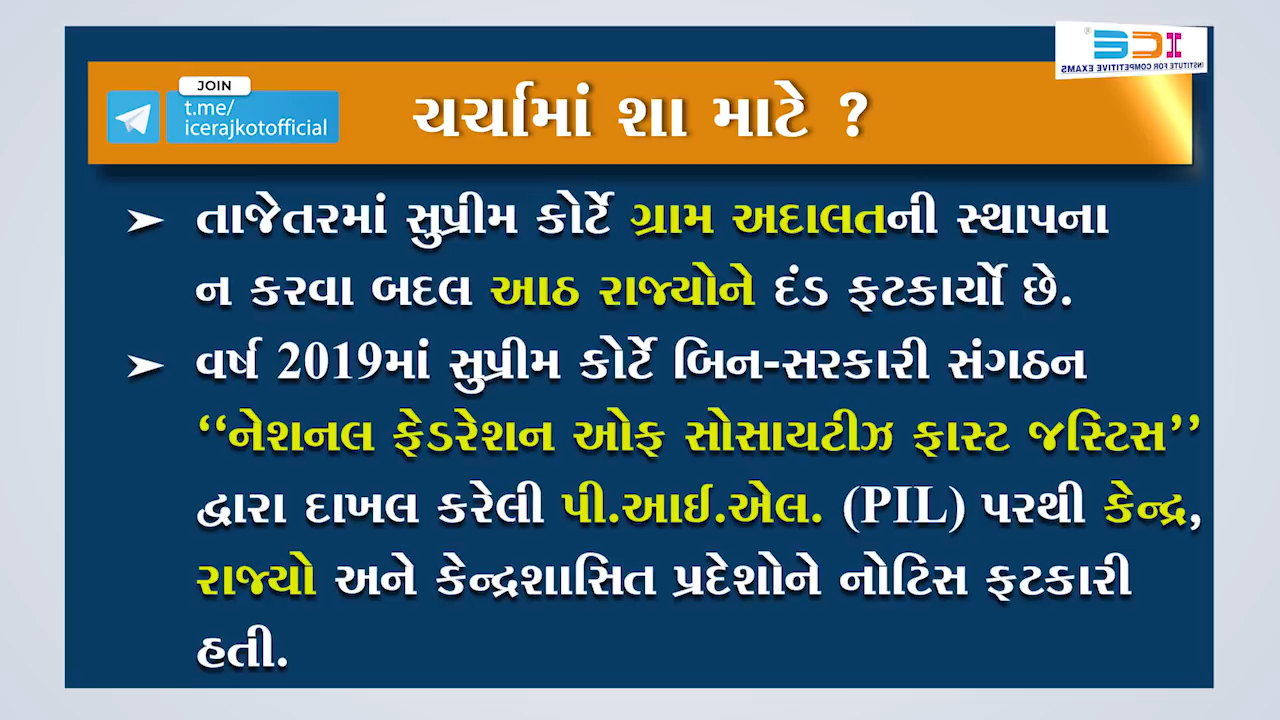 ICE
INSTITUTE FOR COMPETITIVE EXAMS
JOIN
t.me/
icerajkotofficial
ચર્ચામાં શા માટે ?
➤ તાજેતરમાં સુપ્રીમ કોર્ટે ગ્રામ અદાલતની સ્થાપના
ન કરવા બદલ આઠ રાજ્યોને દંડ ફટકાર્યો છે.
➤ વર્ષ 2019માં સુપ્રીમ કોર્ટે બિન-સરકારી સંગઠન
‘‘નેશનલ ફેડરેશન ઓફ સોસાયટીઝ ફાસ્ટ જસ્ટિસ’’
દ્વારા દાખલ કરેલી પી.આઈ.એલ. (PIL) પરથી કેન્દ્ર,
રાજ્યો અને કેન્દ્રશાસિત પ્રદેશોને નોટિસ ફટકારી
હતી.